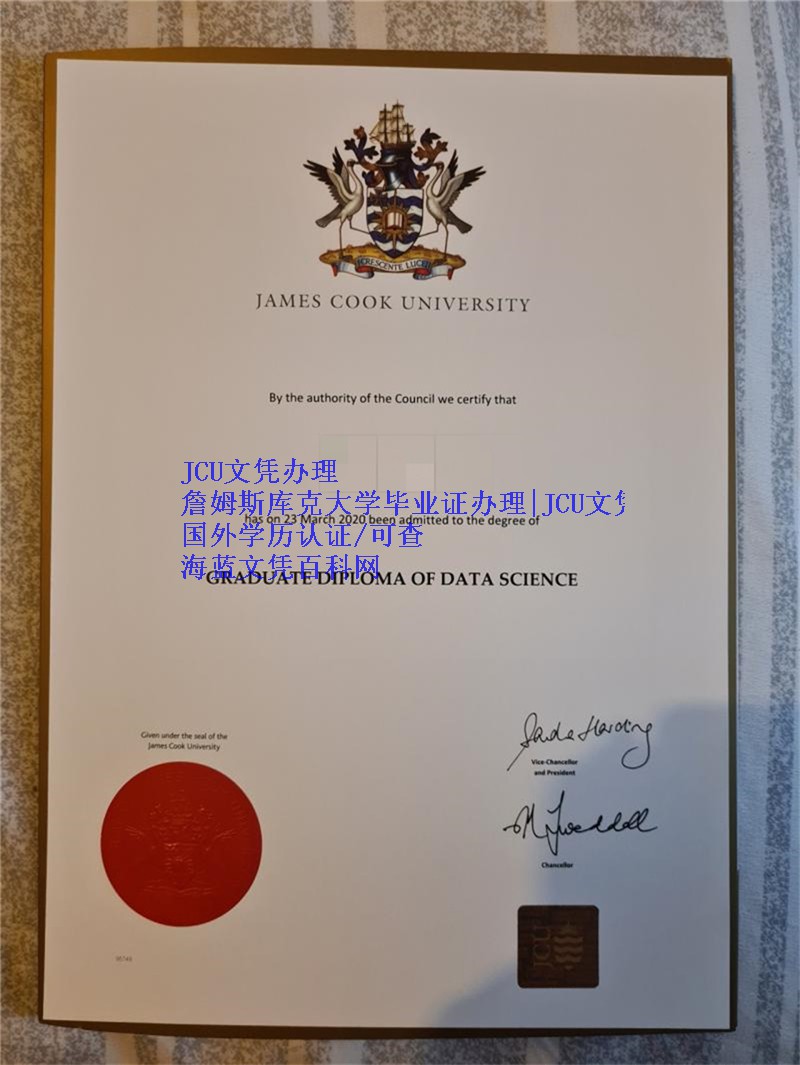 CRESCENTE LUCE
JAMES COOK UNIVERSITY
By the authority of the Council we certify that
JCU文凭办理
詹姆斯库克大学毕业证办理|JCU文凭
has on 23 March 2020 been admitted to the degree of
国外学历认证/可查
海蓝文凭百科网
GRADUATE DIPLOMA OF DATA SCIENCE
Given under the seal of the
James Cook University
Vice-Chancellor
and President
Chancellor
JCU